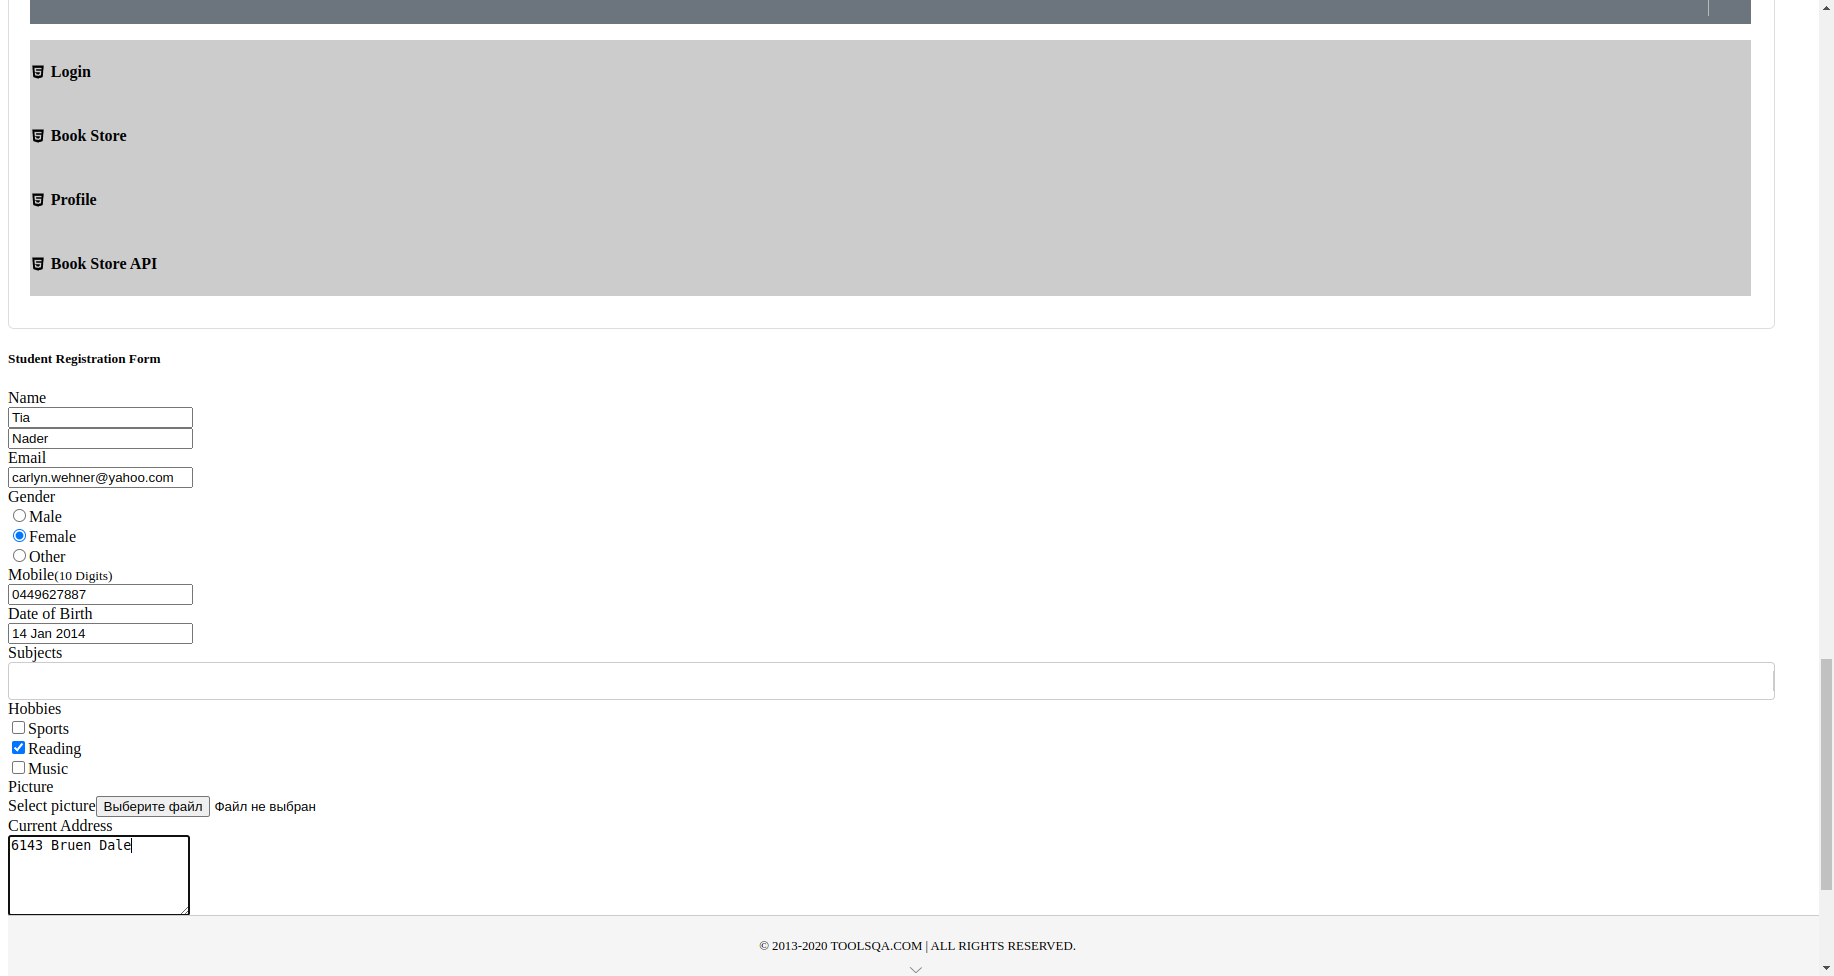 Login
Book Store
Profile
Book Store API
Student Registration Form
Name
Tia
Nader
Email
carlyn.wehner@yahoo.com
Gender
Male
Female
Other
Mobile(10 Digits)
0449627887
Date of Birth
14 Jan 2014
Subjects
Hobbies
Sports
Reading
Music
Picture
Select picture Выберите файл Файл не выбран
Current Address
6143 Bruen Dale
© 2013-2020 TOOLSQA.COM | ALL RIGHTS RESERVED.